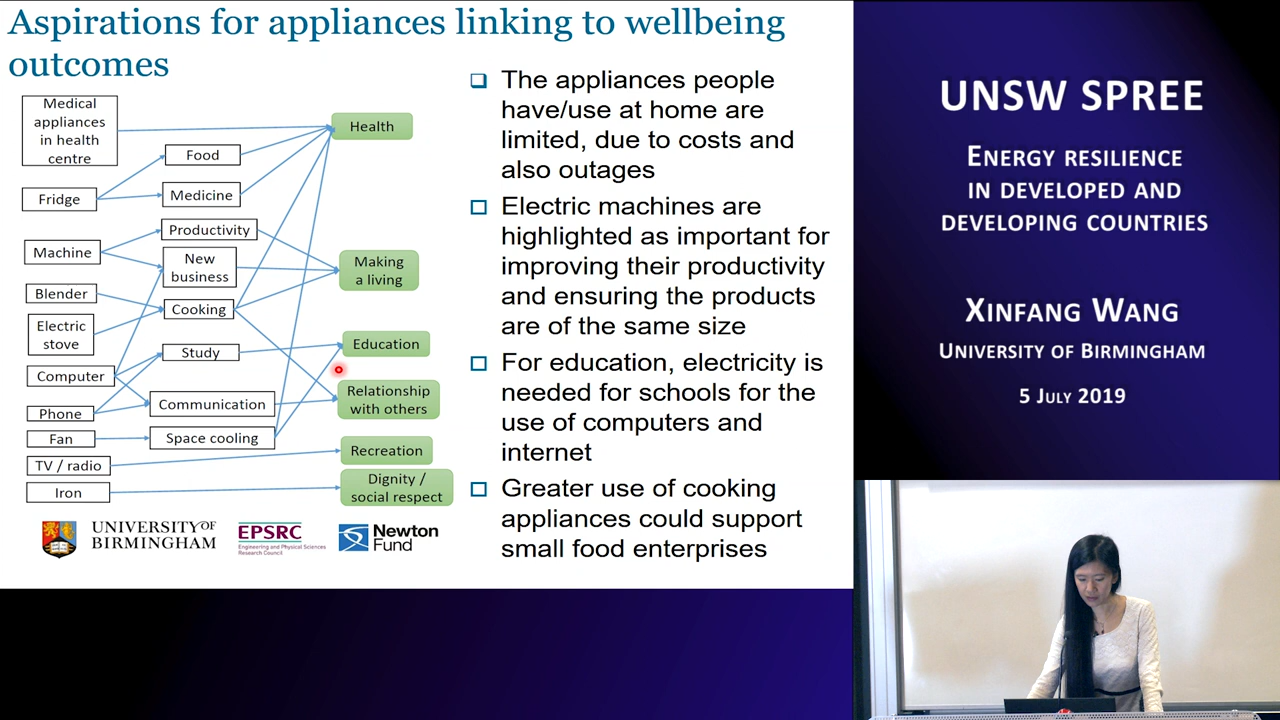 Aspirations for appliances linking to wellbeing
outcomes
Medical
appliances
in health
centre
Fridge
Machine
Blender
Electric
stove
Computer
Phone
Fan
TV / radio
Iron
Food
Medicine
Productivity
New
business
Cooking
Study
Communication
Space cooling
Health
Making
a living
Education
Relationship
with others
Recreation
Dignity /
social respect
The appliances people
have/use at home are
limited, due to costs and
also outages
Electric machines are
highlighted as important for
improving their productivity
and ensuring the products
are of the same size
For education, electricity is
needed for schools for the
use of computers and
internet
Greater use of cooking
appliances could support
small food enterprises
UNIVERSITY OF
BIRMINGHAM
EPSRC
Engineering and Physical Sciences
Research Council
Newton
Fund
UNSW SPREE
ENERGY RESILIENCE
IN DEVELOPED AND
DEVELOPING COUNTRIES
XINFANG WANG
UNIVERSITY OF BIRMINGHAM
5 JULY 2019